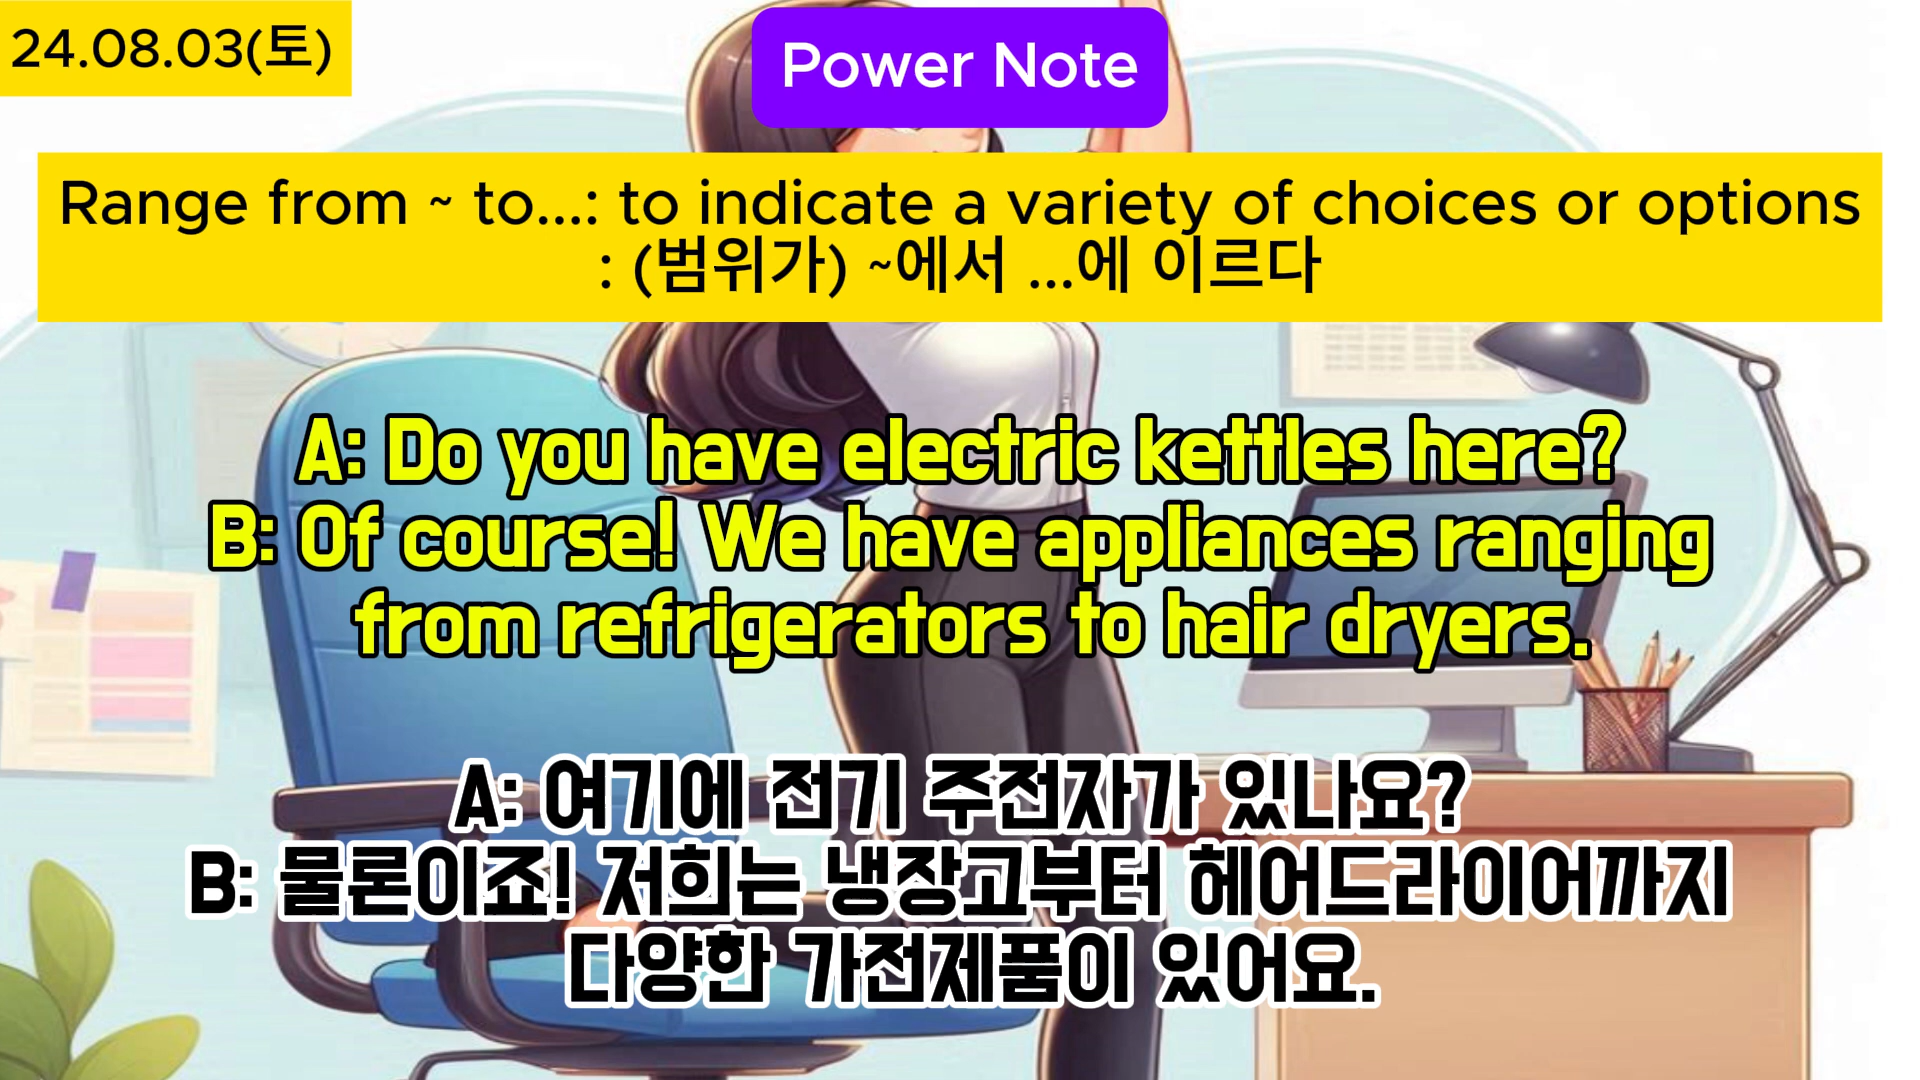 24.08.03(토)
Power Note
Range from ~ to...: to indicate a variety of choices or options
: (범위가) ~에서 ...에 이르다
A: Do you have electric kettles here?
B: Of course! We have appliances ranging
from refrigerators to hair dryers.
A: 여기에 전기 주전자가 있나요?
B: 물론이죠! 저희는 냉장고부터 헤어드라이어까지
다양한 가전제품이 있어요.